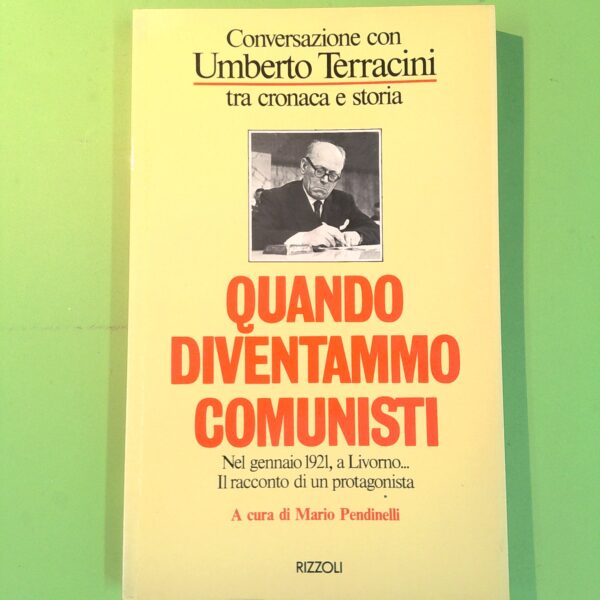 Conversazione con
Umberto Terracini
tra cronaca e storia
QUANDO
DIVENTAMMO
COMUNISTI
Nel gennaio 1921, a Livorno...
Il racconto di un protagonista
A cura di Mario Pendinelli
RIZZOLI